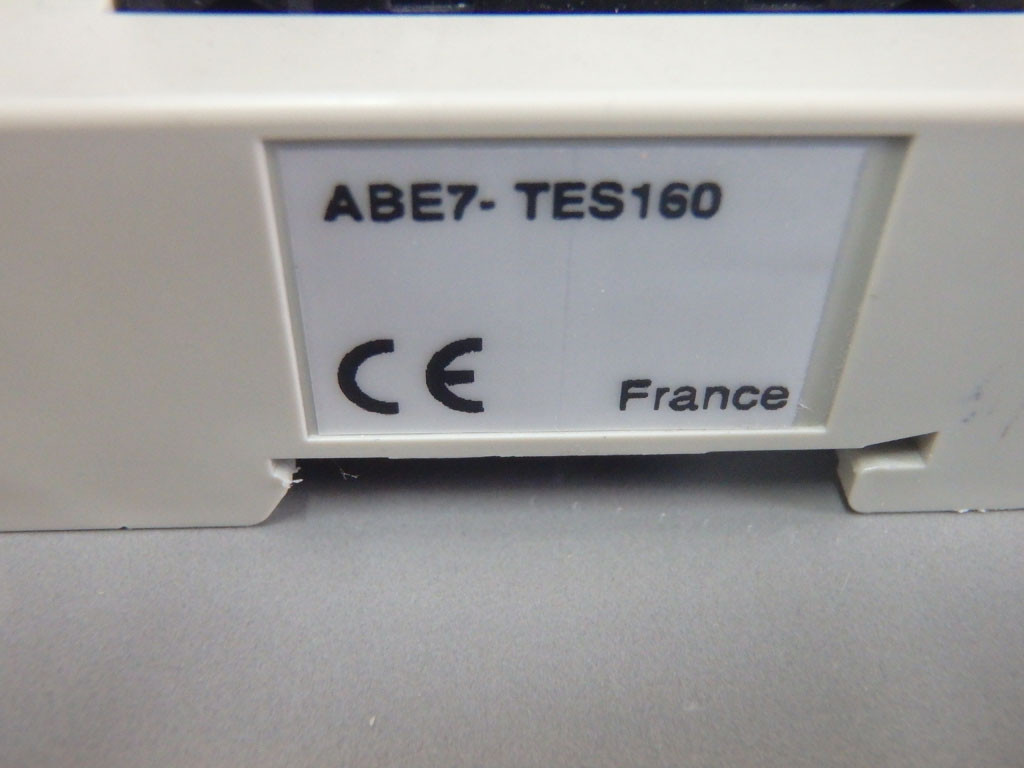 ABE7- TES160
CE
France